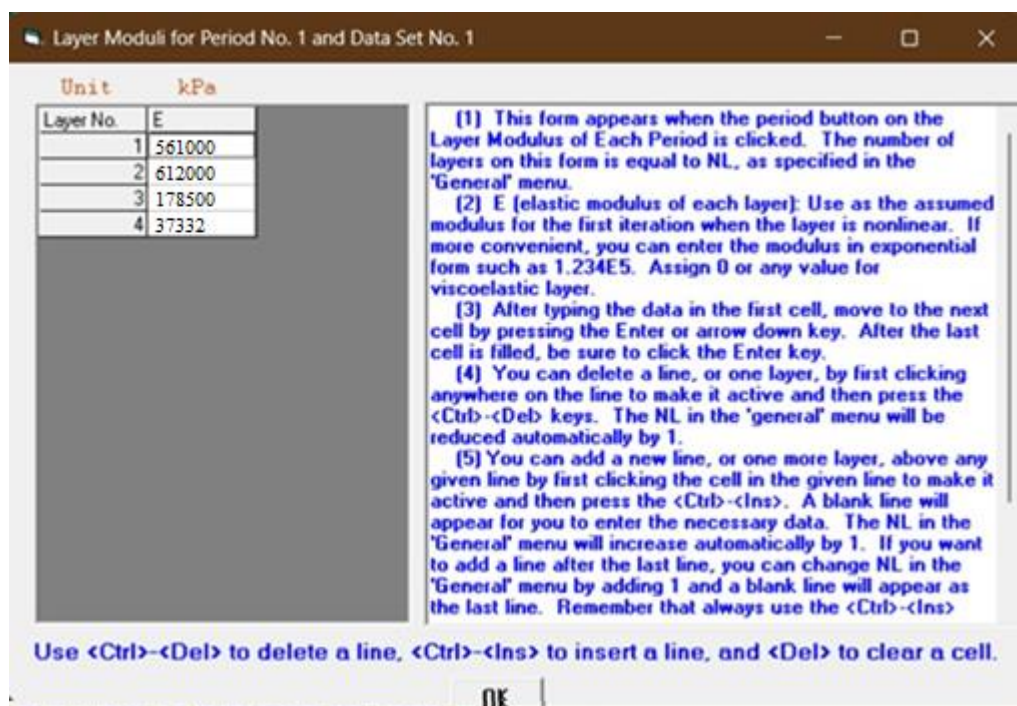 Layer Moduli for Period No. 1 and Data Set No. 1
Unit kPa
Layer No. E
1 561000
2 612000
3 178500
4 37332
(1) This form appears when the period button on the
Layer Modulus of Each Period is clicked. The number of
layers on this form is equal to NL, as specified in the
'General' menu.
(2) E (elastic modulus of each layer): Use as the assumed
modulus for the first iteration when the layer is nonlinear. If
more convenient, you can enter the modulus in exponential
form such as 1.234E5. Assign 0 or any value for
viscoelastic layer.
(3) After typing the data in the first cell, move to the next
cell by pressing the Enter or arrow down key. After the last
cell is filled, be sure to click the Enter key.
(4) You can delete a line, or one layer, by first clicking
anywhere on the line to make it active and then press the
<Ctrl>-<Del> keys. The NL in the 'general' menu will be
reduced automatically by 1.
(5) You can add a new line, or one more layer, above any
given line by first clicking the cell in the given line to make it
active and then press the <Ctrl>-<Ins>. A blank line will
appear for you to enter the necessary data. The NL in the
'General' menu will increase automatically by 1. If you want
to add a line after the last line, you can change NL in the
'General' menu by adding 1 and a blank line will appear as
the last line. Remember that always use the <Ctrl>-<Ins>
Use <Ctrl>-<Del> to delete a line, <Ctrl>-<Ins> to insert a line, and <Del> to clear a cell.
OK